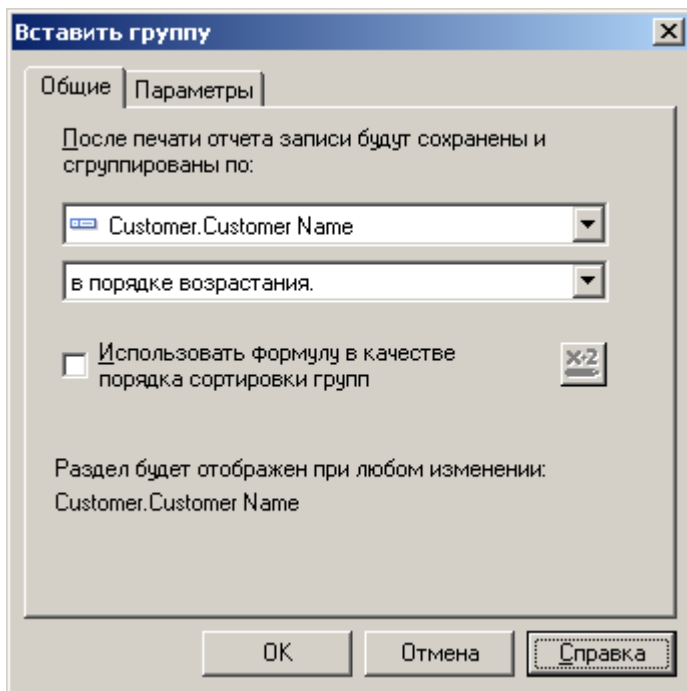 Вставить группу
Общие
Параметры
После печати отчета записи будут сохранены и
сгруппированы по:
Customer.Customer Name
в порядке возрастания.
Использовать формулу в качестве
порядка сортировки групп
X+2
Раздел будет отображен при любом изменении:
Customer.Customer Name
OK
Отмена
Справка